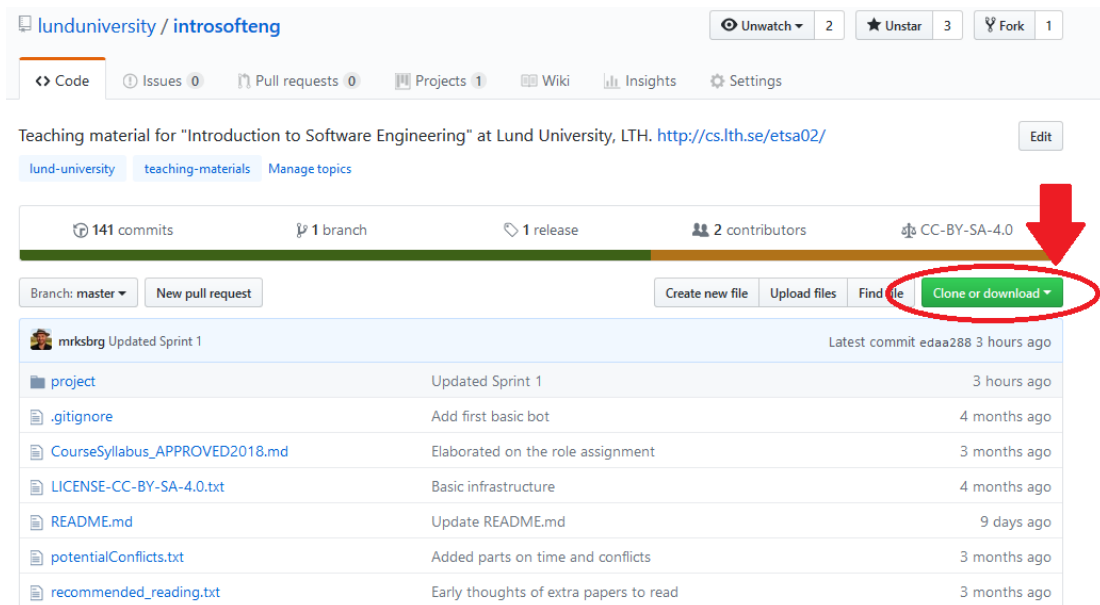 lunduniversity / introsofteng
Unwatch 2 Unstar 3 Fork 1
Code Issues 0 Pull requests 0 Projects 1 Wiki Insights Settings
Teaching material for "Introduction to Software Engineering" at Lund University, LTH. http://cs.lth.se/etsa02/ Edit
lund-university teaching-materials Manage topics
141 commits 1 branch 1 release 2 contributors CC-BY-SA-4.0
Branch: master New pull request Create new file Upload files Find file Clone or download
mrksbrg Updated Sprint 1 Latest commit edaa288 3 hours ago
project Updated Sprint 1 3 hours ago
.gitignore Add first basic bot 4 months ago
CourseSyllabus_APPROVED2018.md Elaborated on the role assignment 3 months ago
LICENSE-CC-BY-SA-4.0.txt Basic infrastructure 4 months ago
README.md Update README.md 9 days ago
potentialConflicts.txt Added parts on time and conflicts 3 months ago
recommended_reading.txt Early thoughts of extra papers to read 3 months ago